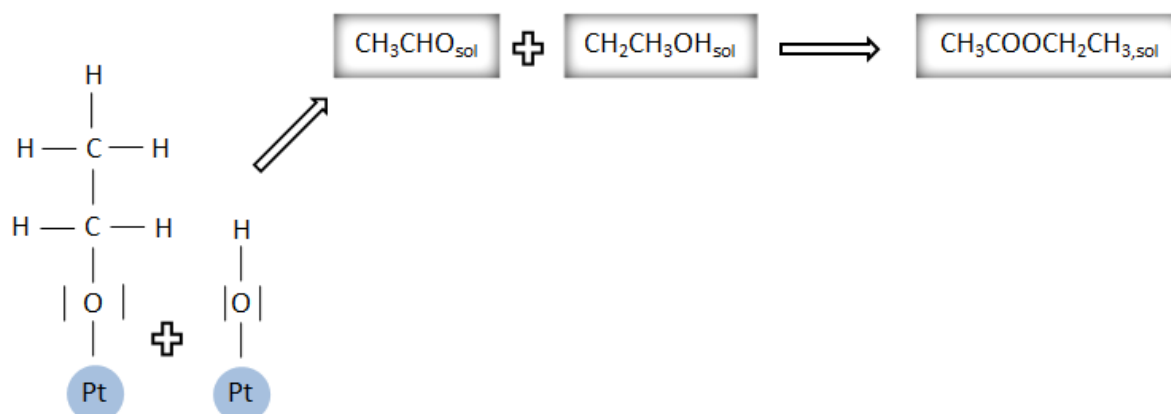 CH₃CHOsol + CH₂CH₃OHsol ⟹ CH₃COOCH₂CH₃,sol
H
H — C — H
H — C — H H
| O | |O|
+
Pt Pt